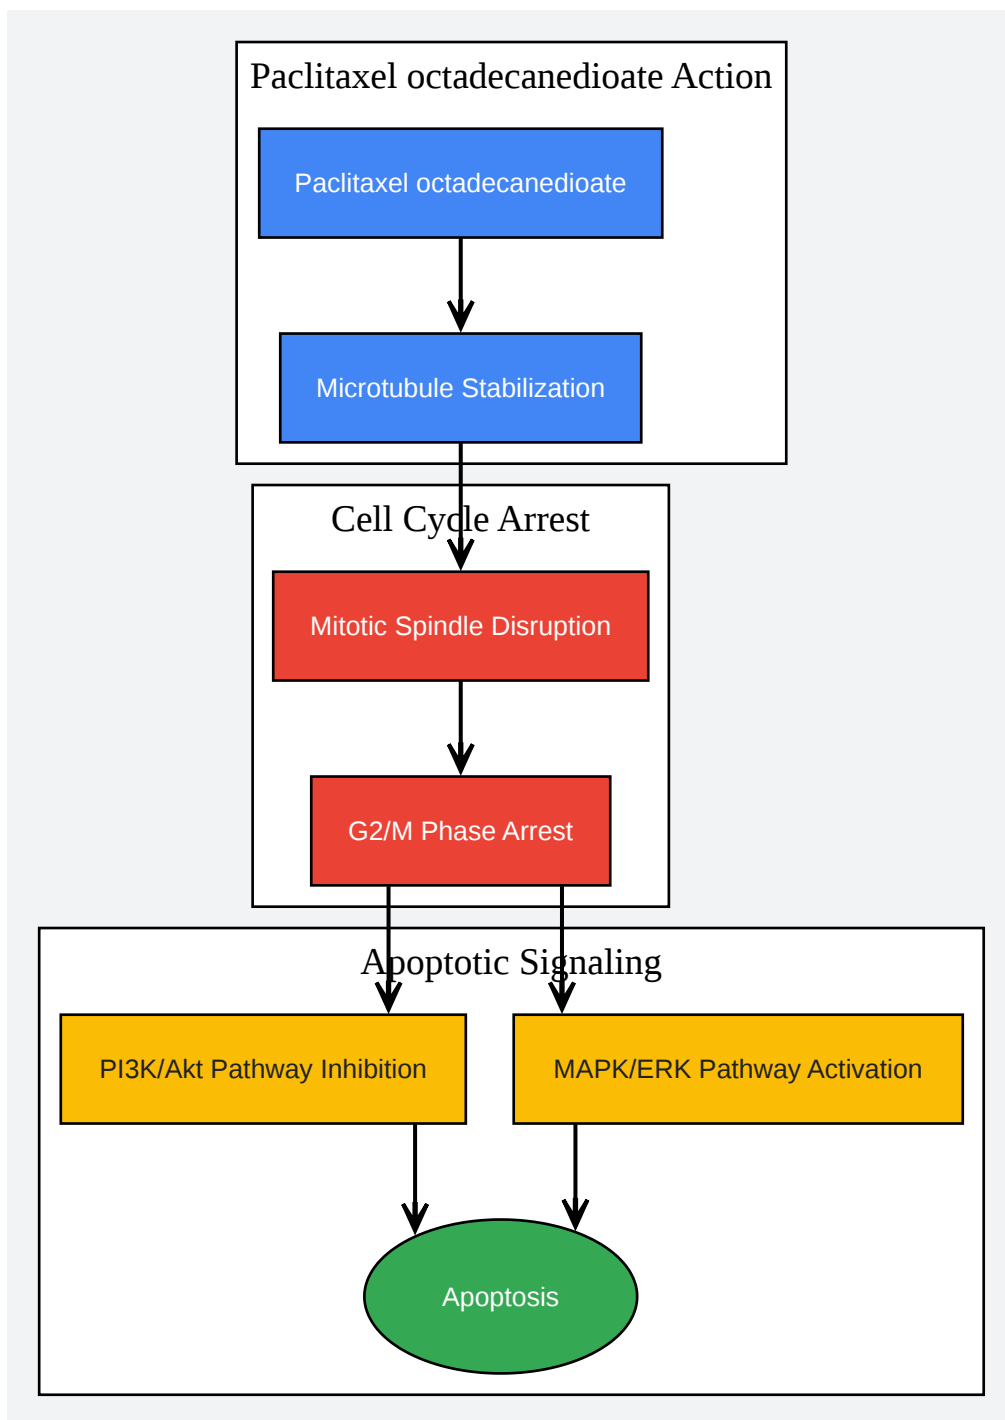 Paclitaxel octadecanedioate Action
Paclitaxel octadecanedioate
Microtubule Stabilization
Cell Cycle Arrest
Mitotic Spindle Disruption
G2/M Phase Arrest
Apoptotic Signaling
PI3K/Akt Pathway Inhibition
MAPK/ERK Pathway Activation
Apoptosis